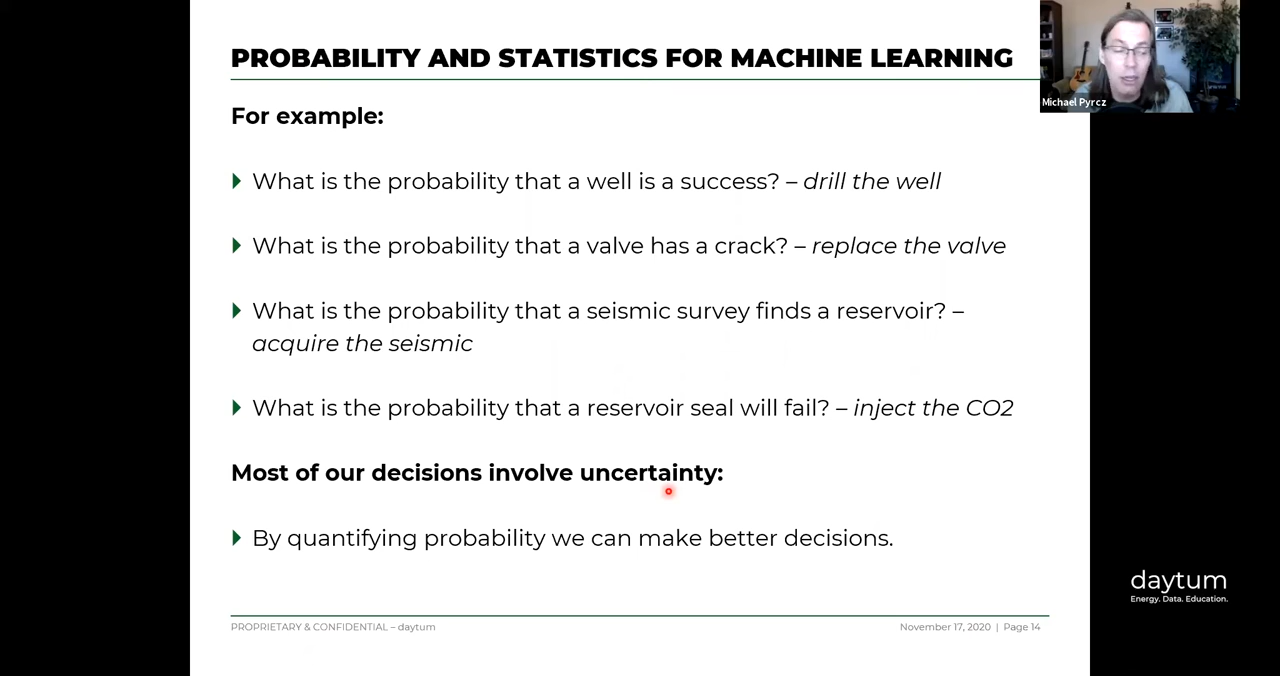 PROBABILITY AND STATISTICS FOR MACHINE LEARNING
Michael Pyrcz
For example:
What is the probability that a well is a success? – drill the well
What is the probability that a valve has a crack? – replace the valve
What is the probability that a seismic survey finds a reservoir? –
acquire the seismic
What is the probability that a reservoir seal will fail? – inject the CO2
Most of our decisions involve uncertainty:
By quantifying probability we can make better decisions.
daytum
Energy. Data. Education.
PROPRIETARY & CONFIDENTIAL – daytum
November 17, 2020 | Page 14